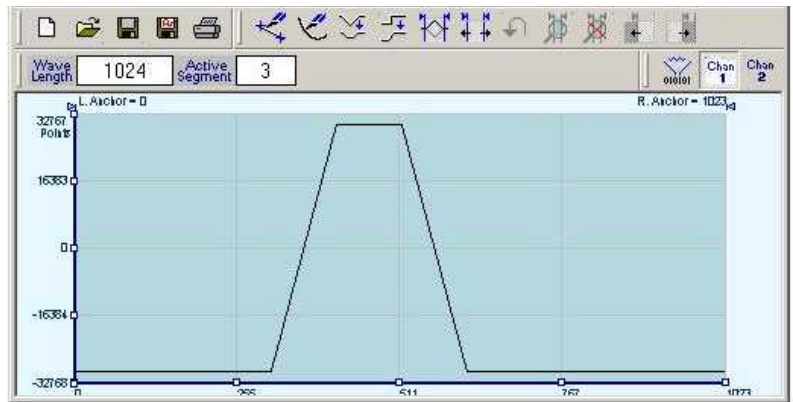 Wave Length 1024 Active Segment 3
010101 Chan 1 Chan 2
L. Anchor = 0 R. Anchor = 1023
32767
Points
16383
0
-16384
-32768
0 255 511 767 1023